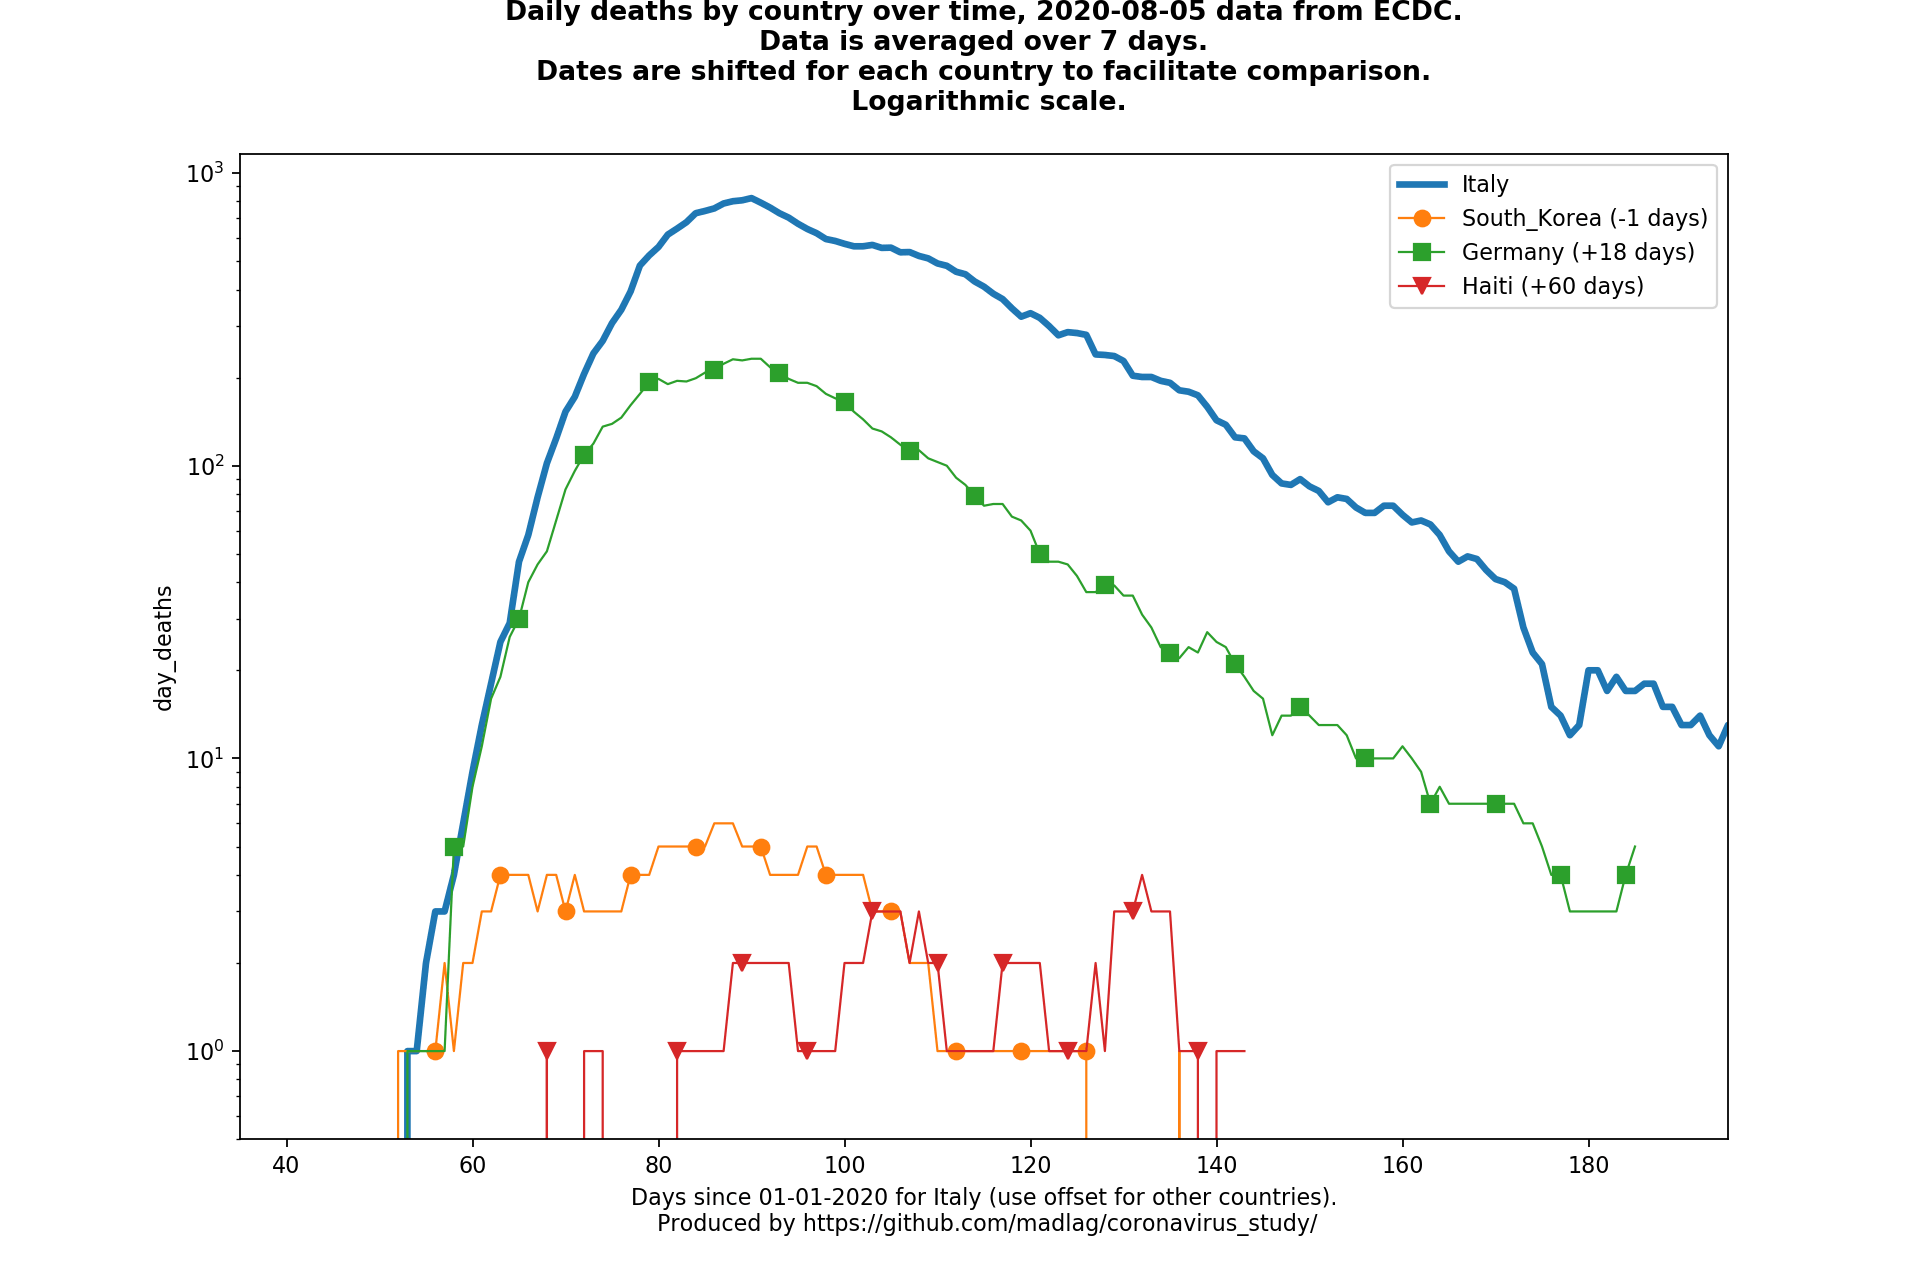 Daily deaths by country over time, 2020-08-05 data from ECDC.
Data is averaged over 7 days.
Dates are shifted for each country to facilitate comparison.
Logarithmic scale.
10³
10²
10¹
10⁰
day_deaths
Italy
South_Korea (-1 days)
Germany (+18 days)
Haiti (+60 days)
40 60 80 100 120 140 160 180
Days since 01-01-2020 for Italy (use offset for other countries).
Produced by https://github.com/madlag/coronavirus_study/